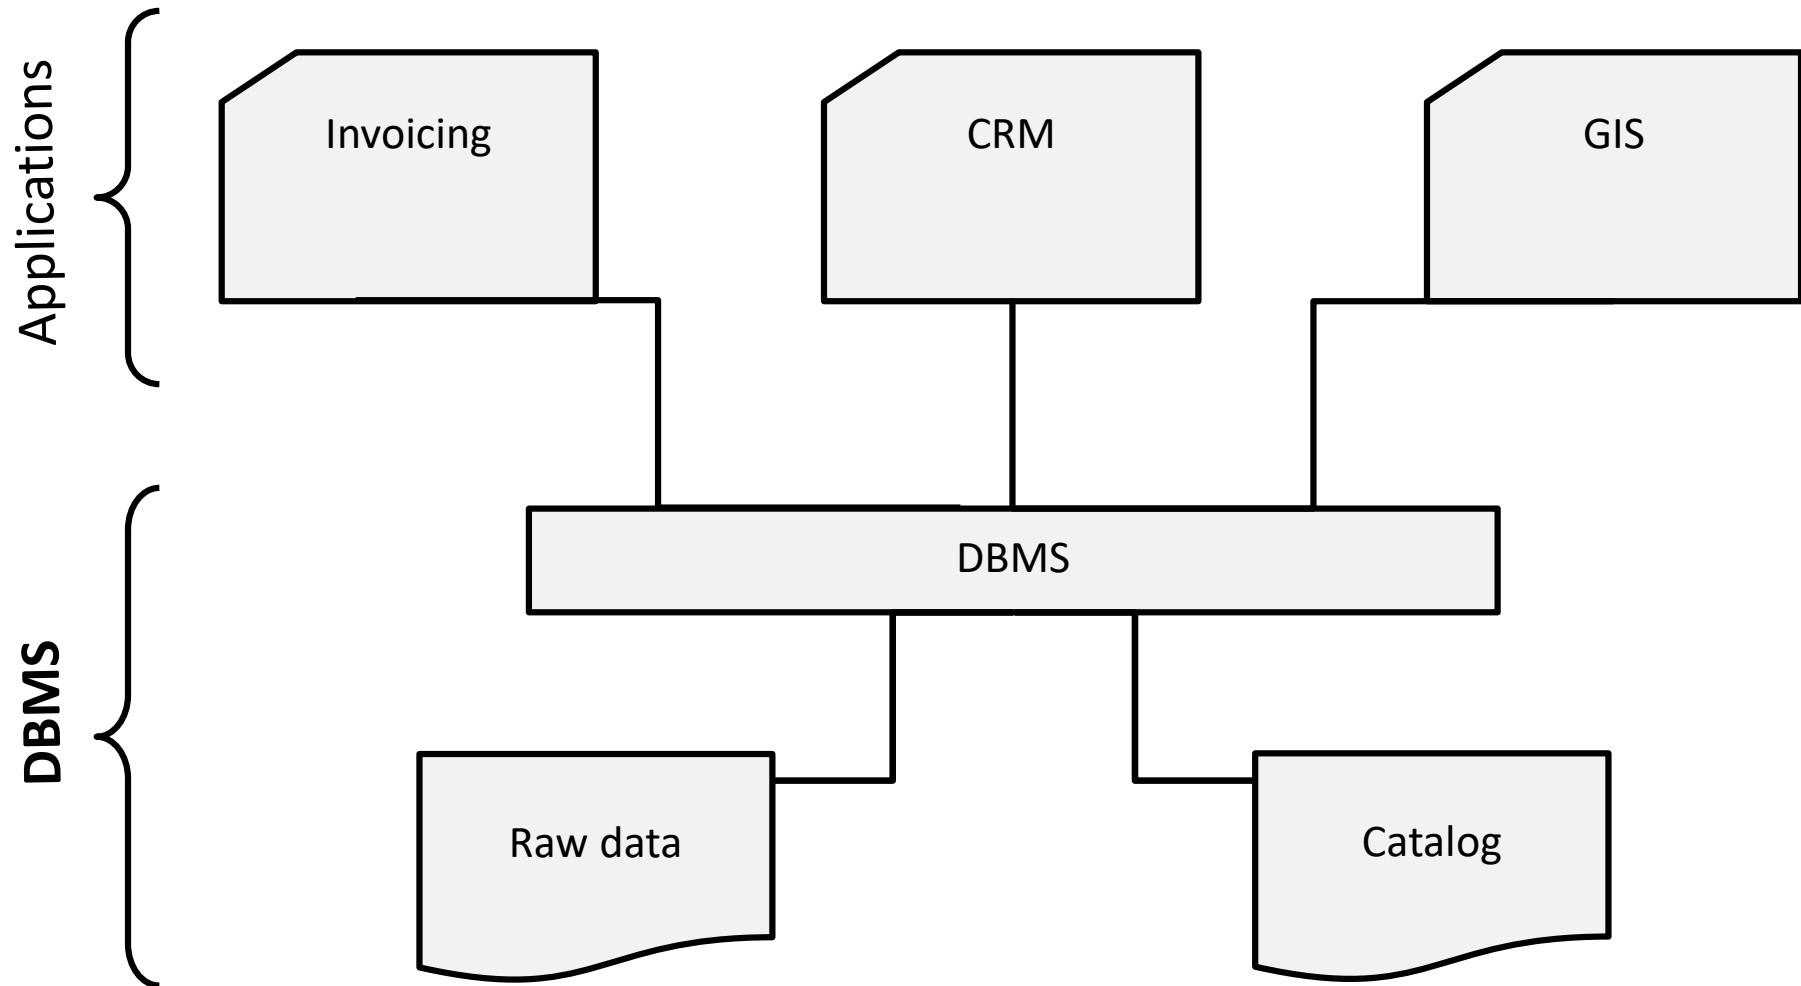 Applications
Invoicing
CRM
GIS
DBMS
DBMS
Raw data
Catalog